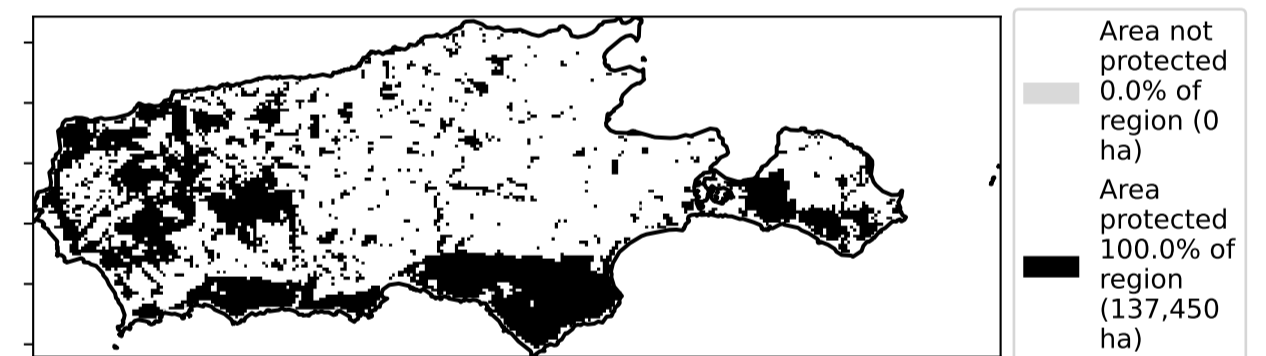 Area not
protected
0.0% of
region (0
ha)
Area
protected
100.0% of
region
(137,450
ha)